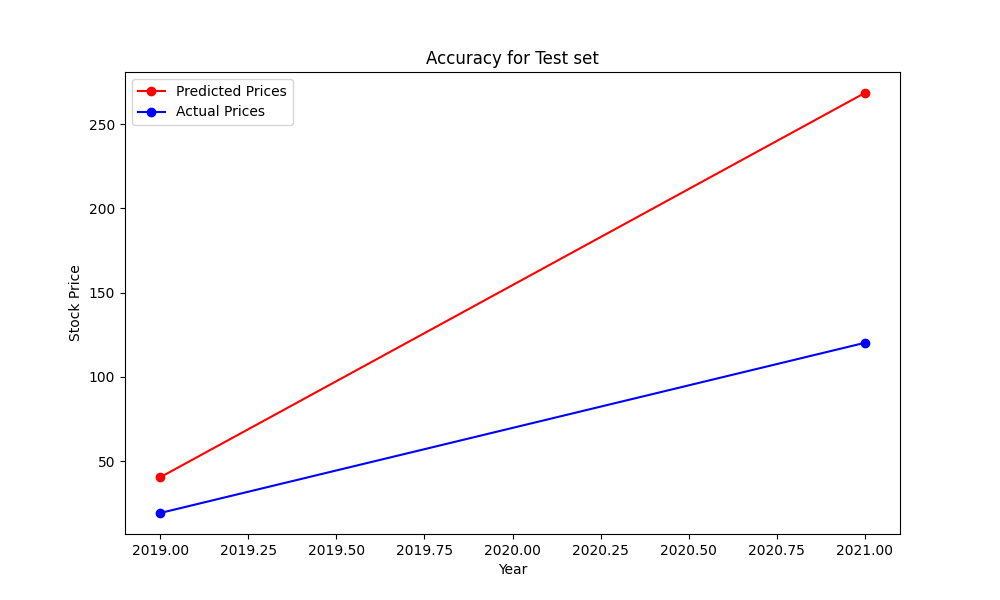 Accuracy for Test set
Predicted Prices
Actual Prices
250
200
150
100
50
Stock Price
2019.00 2019.25 2019.50 2019.75 2020.00 2020.25 2020.50 2020.75 2021.00
Year